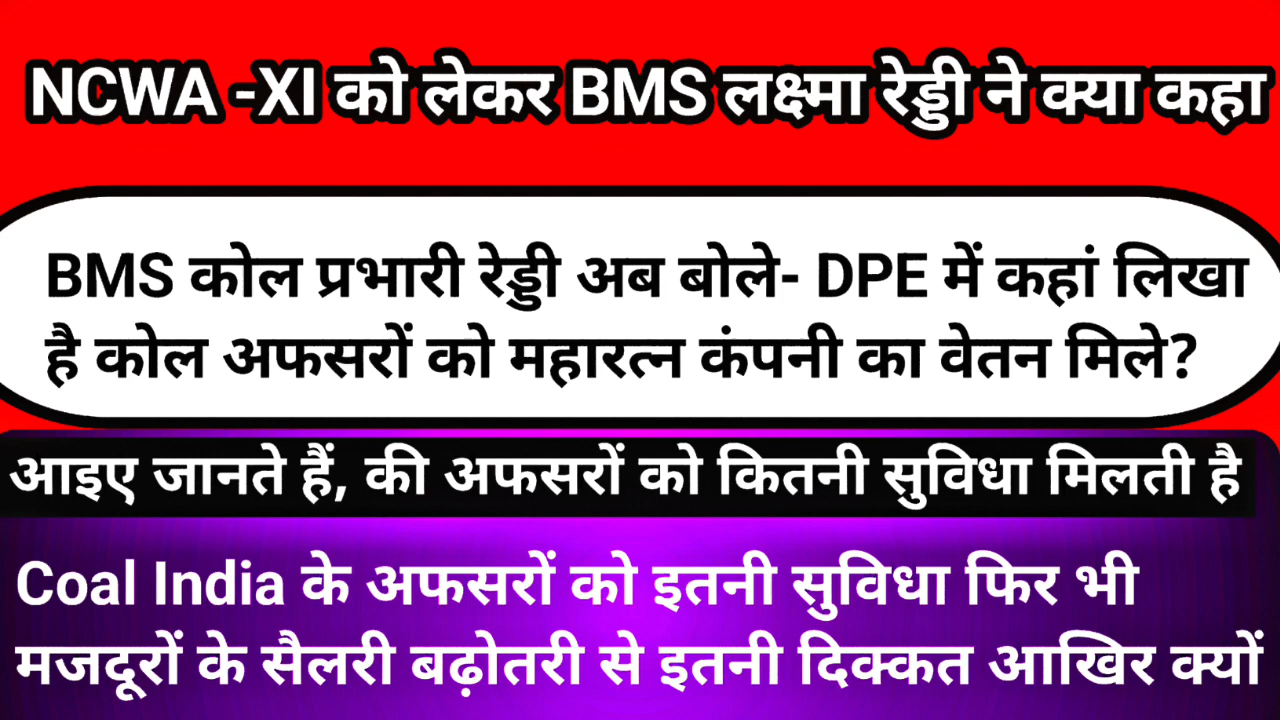 NCWA -XI को लेकर BMS लक्ष्मा रेड्डी ने क्या कहा
BMS कोल प्रभारी रेड्डी अब बोले- DPE में कहां लिखा
है कोल अफसरों को महारत्न कंपनी का वेतन मिले?
आइए जानते हैं, की अफसरों को कितनी सुविधा मिलती है
Coal India के अफसरों को इतनी सुविधा फिर भी
मजदूरों के सैलरी बढ़ोतरी से इतनी दिक्कत आखिर क्यों